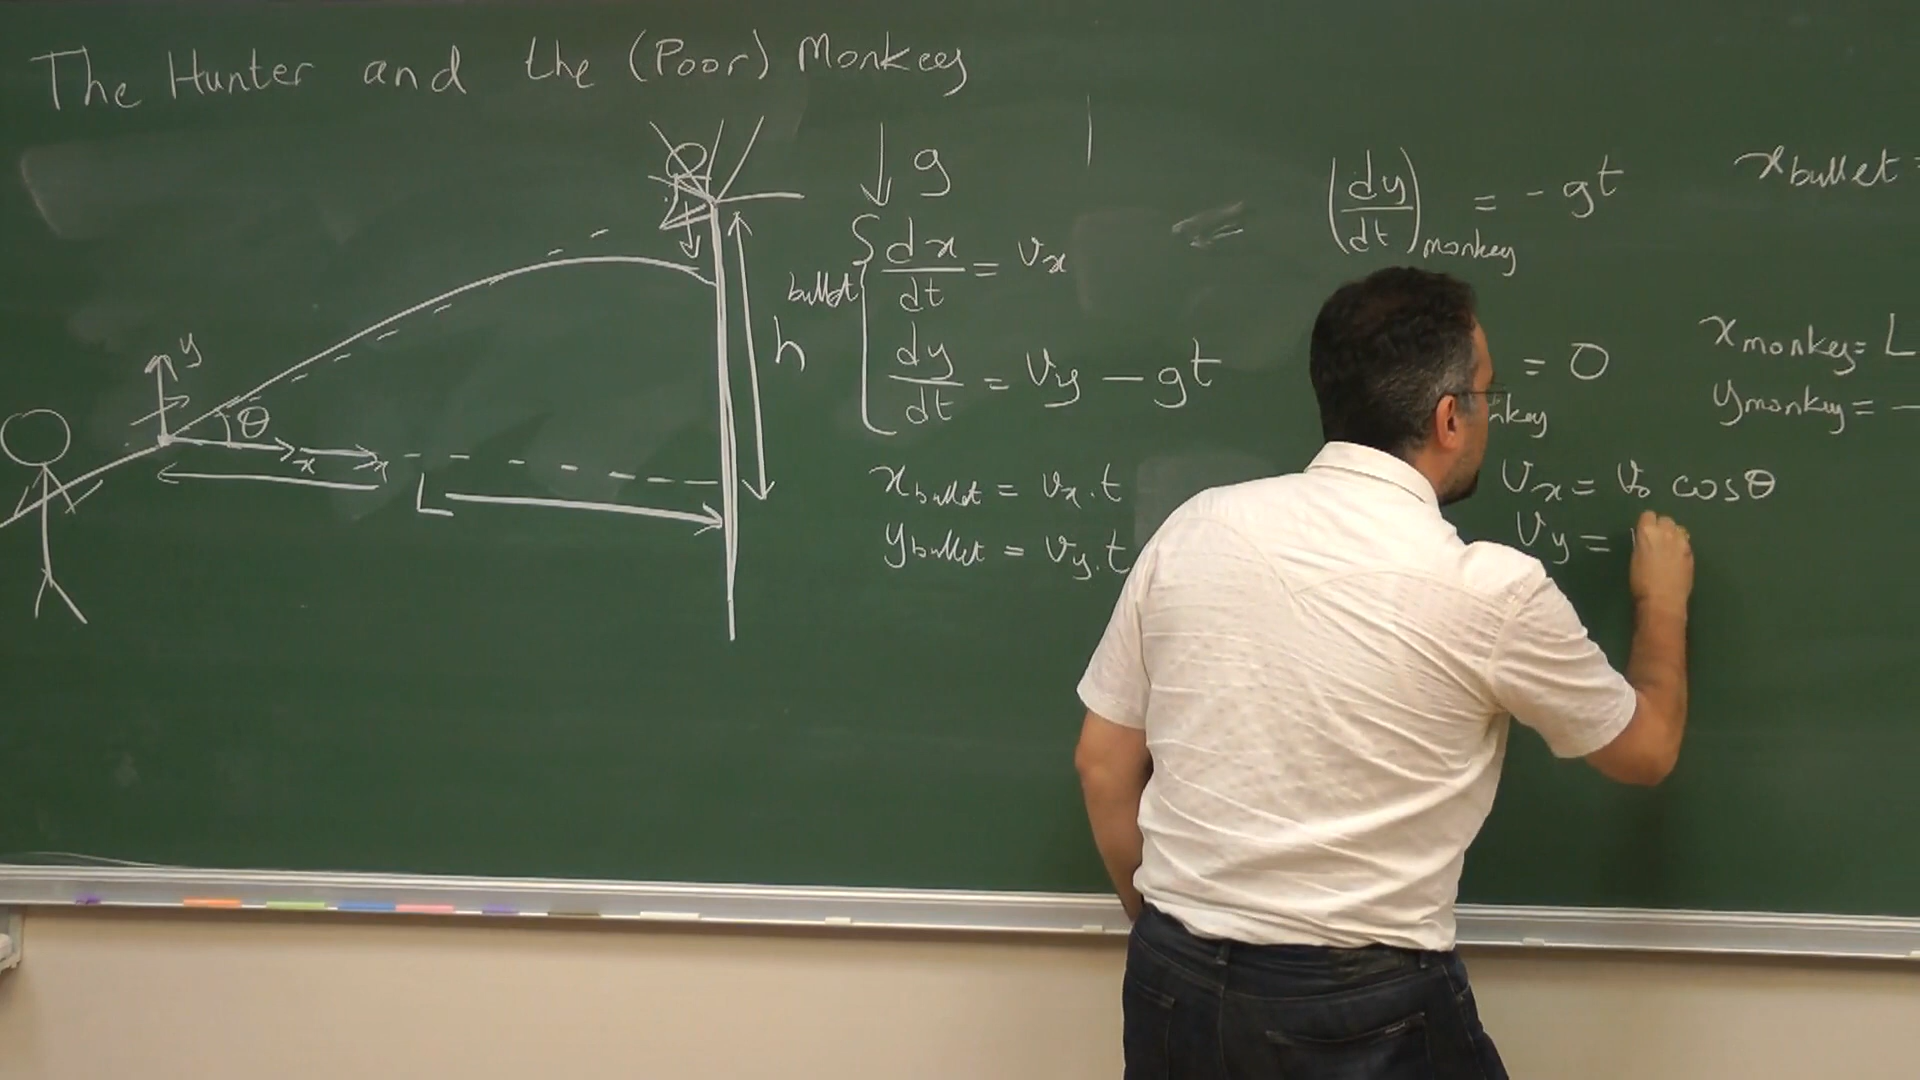 The Hunter and the (Poor) Monkey
g
bullet
dx/dt = vx
dy/dt = vy - gt
xbullet = vx.t
ybullet = vy.t
y
θ
x
x
L
h
(dy/dt)monkey = -gt
= 0
nkey
xbullet =
xmonkey = L
ymonkey = -
vx = v0 cosθ
vy =